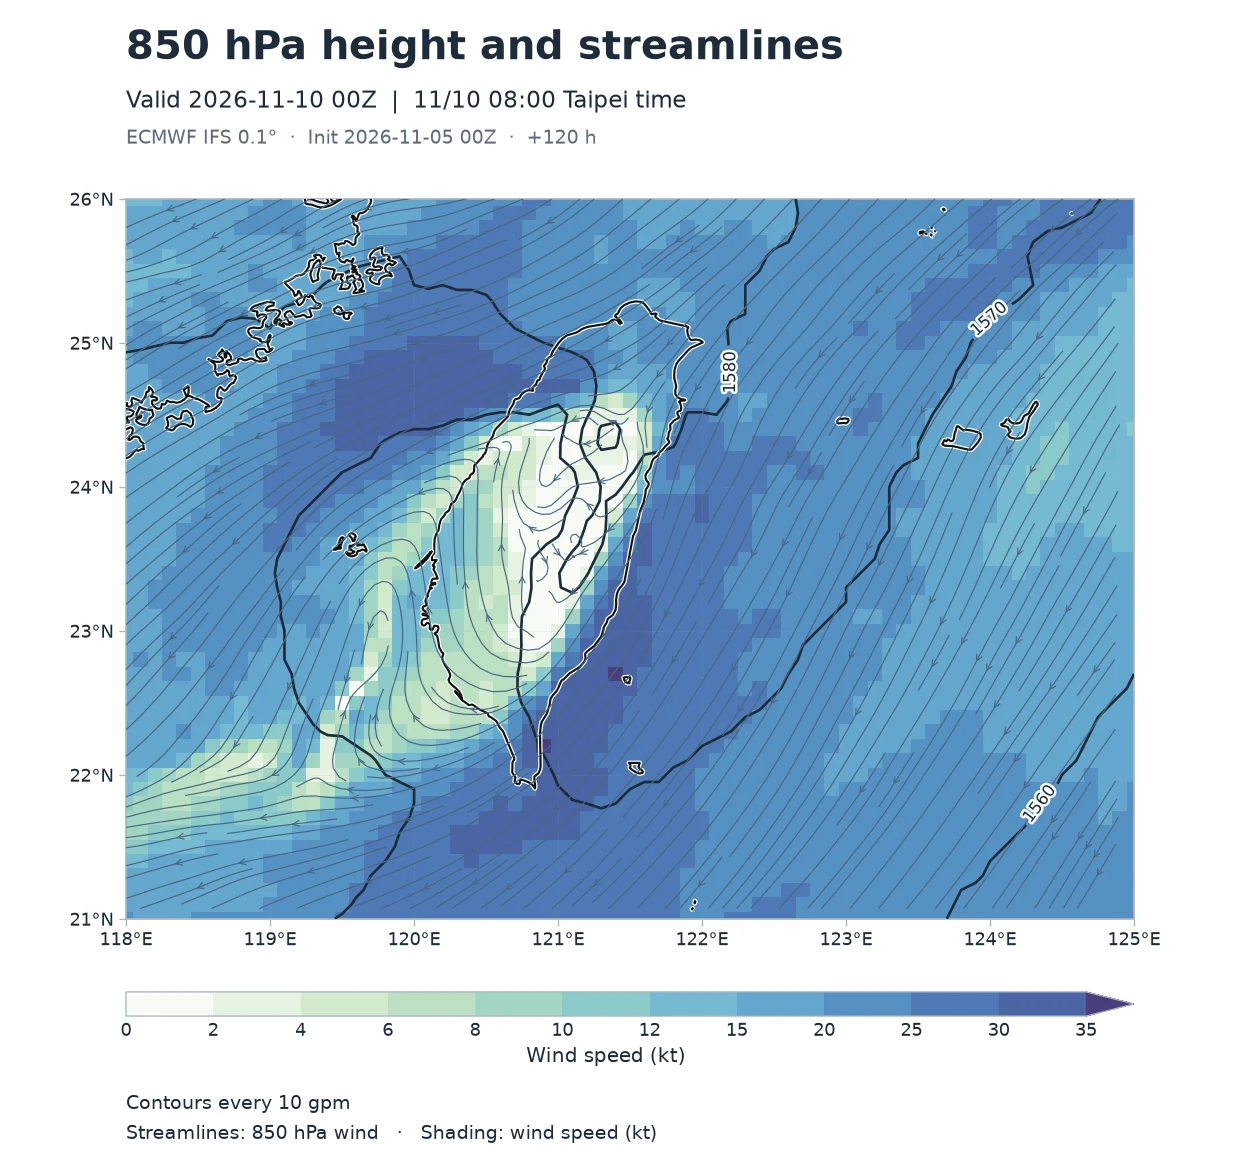 850 hPa height and streamlines
Valid 2026-11-10 00Z | 11/10 08:00 Taipei time
ECMWF IFS 0.1° · Init 2026-11-05 00Z · +120 h
26°N
25°N
24°N
23°N
22°N
21°N
1570
1580
1560
118°E 119°E 120°E 121°E 122°E 123°E 124°E 125°E
0 2 4 6 8 10 12 15 20 25 30 35
Wind speed (kt)
Contours every 10 gpm
Streamlines: 850 hPa wind · Shading: wind speed (kt)